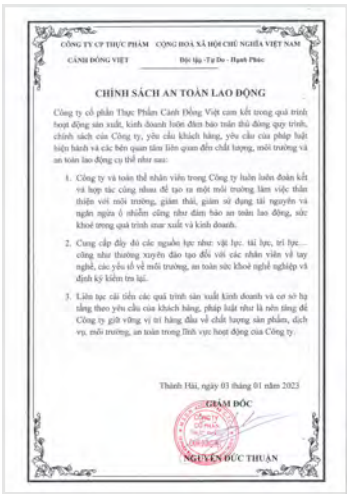 CÔNG TY CP THỰC PHẨM CỘNG HOÀ XÃ HỘI CHỦ NGHĨA VIỆT NAM
CÁNH ĐỒNG VIỆT Độc lập -Tự Do - Hạnh Phúc
CHÍNH SÁCH AN TOÀN LAO ĐỘNG
Công ty cổ phần Thực Phẩm Cánh Đồng Việt cam kết trong quá trình
hoạt động sản xuất, kinh doanh luôn đảm bảo tuân thủ đúng quy trình,
chính sách của Công ty, yêu cầu khách hàng, yêu cầu của pháp luật
hiện hành và các bên quan tâm liên quan đến chất lượng, môi trường và
an toàn lao động cụ thể như sau:
1. Công ty và toàn thể nhân viên trong Công ty luôn luôn đoàn kết
và hợp tác cùng nhau để tạo ra một môi trường làm việc thân
thiện với môi trường, giảm thải, giảm sử dụng tài nguyên và
ngăn ngừa ô nhiễm cũng như đảm bảo an toàn lao động, sức
khoẻ trong quá trình sản xuất và kinh doanh.
2. Cung cấp đầy đủ các nguồn lực như: vật lực, tài lực, trí lực...
cũng như thường xuyên đào tạo đối với các nhân viên về tay
nghề, các yếu tố về môi trường, an toàn sức khoẻ nghề nghiệp và
định kỳ kiểm tra lại.
3. Liên tục cải tiến các quá trình sản xuất kinh doanh và cơ sở hạ
tầng theo yêu cầu của khách hàng, pháp luật như là nền tảng để
Công ty giữ vững vị trí hàng đầu về chất lượng sản phẩm, dịch
vụ, môi trường, an toàn trong lĩnh vực hoạt động của Công ty.
Thành Hải, ngày 03 tháng 01 năm 2023
GIÁM ĐỐC
CÔNG TY
CỔ PHẦN
THỰC PHẨM
NGUYỄN ĐỨC THUẬN